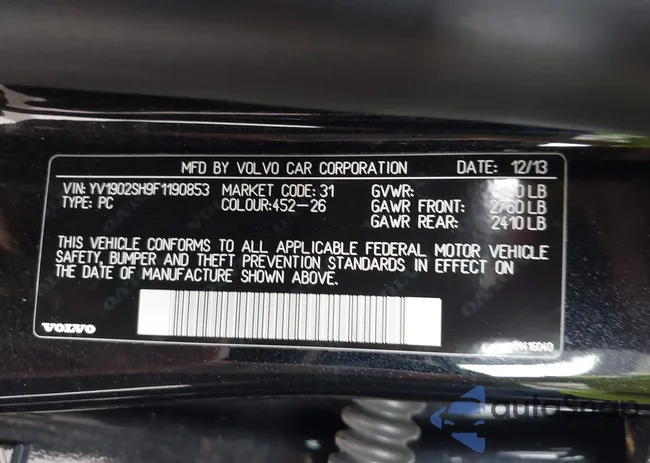 MFD BY VOLVO CAR CORPORATION DATE: 12/13
VIN: YV1902SH9F1190853 MARKET CODE: 31 GVWR: LB
TYPE: PC COLOUR:452-26 GAWR FRONT: 2760 LB
GAWR REAR: 2410 LB
THIS VEHICLE CONFORMS TO ALL APPLICABLE FEDERAL MOTOR VEHICLE
SAFETY, BUMPER AND THEFT PREVENTION STANDARDS IN EFFECT ON
THE DATE OF MANUFACTURE SHOWN ABOVE.
VOLVO